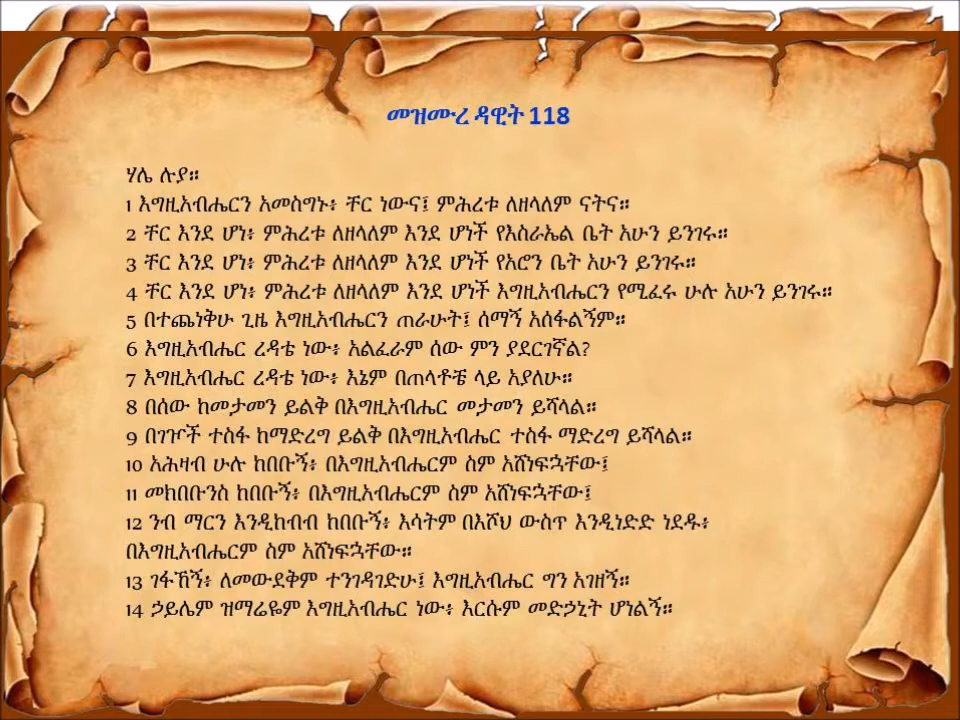 መዝሙረ ዳዊት 118
ሃሌ ሉያ።
1 እግዚአብሔርን አመስግኑ፥ ቸር ነውና፤ ምሕረቱ ለዘላለም ናትና።
2 ቸር እንደ ሆነ፥ ምሕረቱ ለዘላለም እንደ ሆነች የእስራኤል ቤት አሁን ይንገሩ።
3 ቸር እንደ ሆነ፥ ምሕረቱ ለዘላለም እንደ ሆነች የአሮን ቤት አሁን ይንገሩ።
4 ቸር እንደ ሆነ፥ ምሕረቱ ለዘላለም እንደ ሆነች እግዚአብሔርን የሚፈሩ ሁሉ አሁን ይንገሩ።
5 በተጨነቅሁ ጊዜ እግዚአብሔርን ጠራሁት፤ ሰማኝ አሰፋልኝም።
6 እግዚአብሔር ረዳቴ ነው፥ አልፈራም ሰው ምን ያደርገኛል?
7 እግዚአብሔር ረዳቴ ነው፥ እኔም በጠላቶቼ ላይ አያለሁ።
8 በሰው ከመታመን ይልቅ በእግዚአብሔር መታመን ይሻላል።
9 በገዦች ተስፋ ከማድረግ ይልቅ በእግዚአብሔር ተስፋ ማድረግ ይሻላል።
10 አሕዛብ ሁሉ ከበቡኝ፥ በእግዚአብሔርም ስም አሸነፍኋቸው፤
11 መክበቡንስ ከበቡኝ፥ በእግዚአብሔርም ስም አሸነፍኋቸው፤
12 ንብ ማርን እንዲከብብ ከበቡኝ፥ እሳትም በእሾህ ውስጥ እንዲነድድ ነደዱ፥
በእግዚአብሔርም ስም አሸነፍኋቸው።
13 ገፋኸኝ፥ ለመውደቅም ተንገዳገድሁ፤ እግዚአብሔር ግን አገዘኝ።
14 ኃይሌም ዝማሬዬም እግዚአብሔር ነው፥ እርሱም መድኃኒት ሆነልኝ።